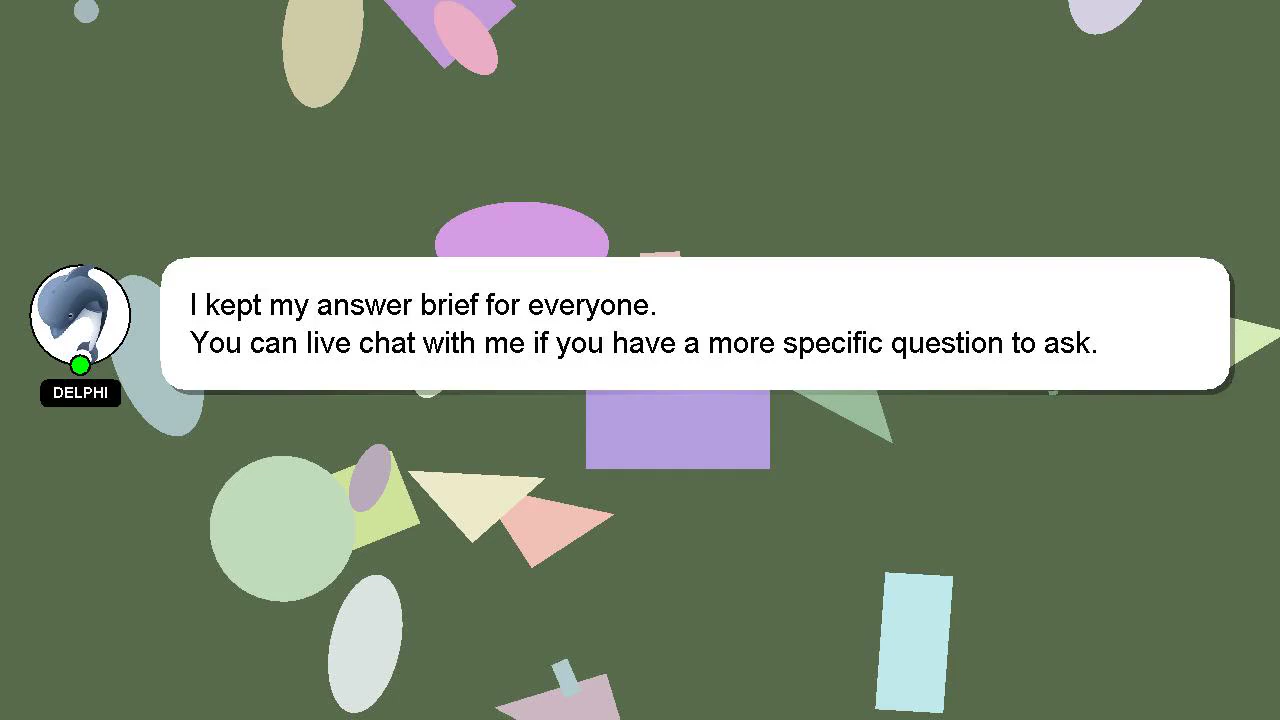 I kept my answer brief for everyone.
You can live chat with me if you have a more specific question to ask.
DELPHI